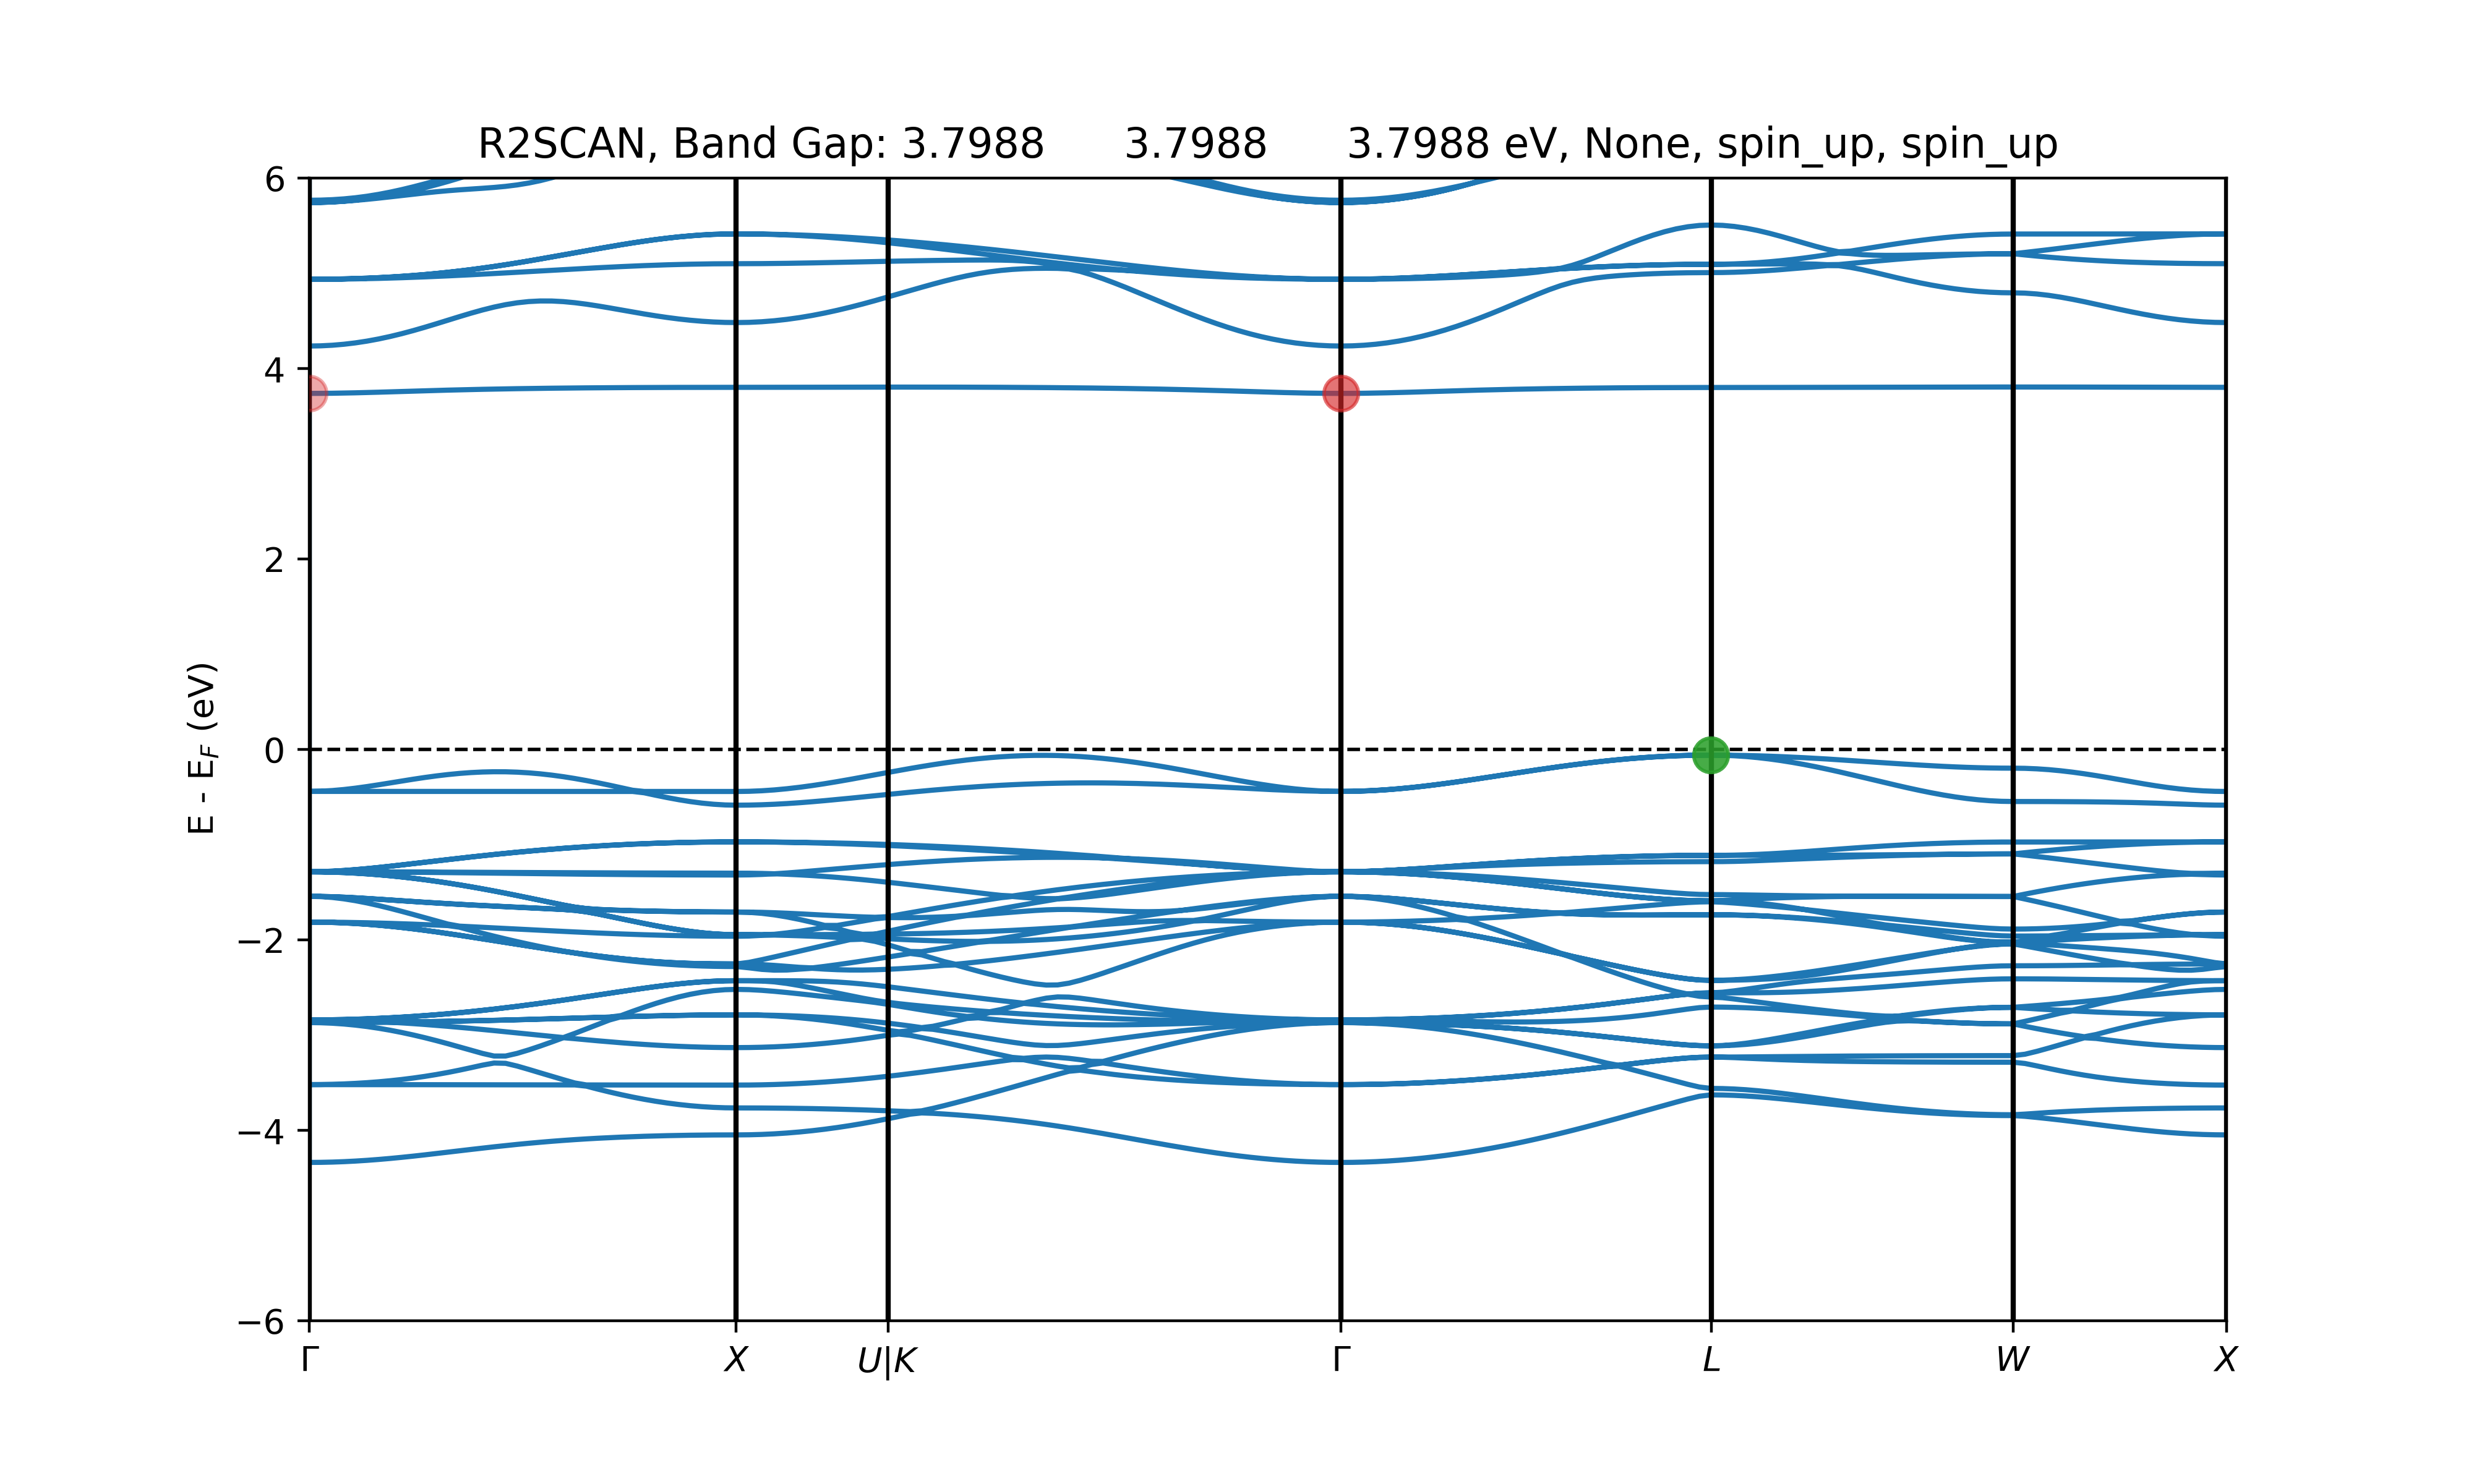 R2SCAN, Band Gap: 3.7988 3.7988 3.7988 eV, None, spin_up, spin_up
6
4
2
0
−2
−4
−6
E - E_F (eV)
Γ X U|K Γ L W X